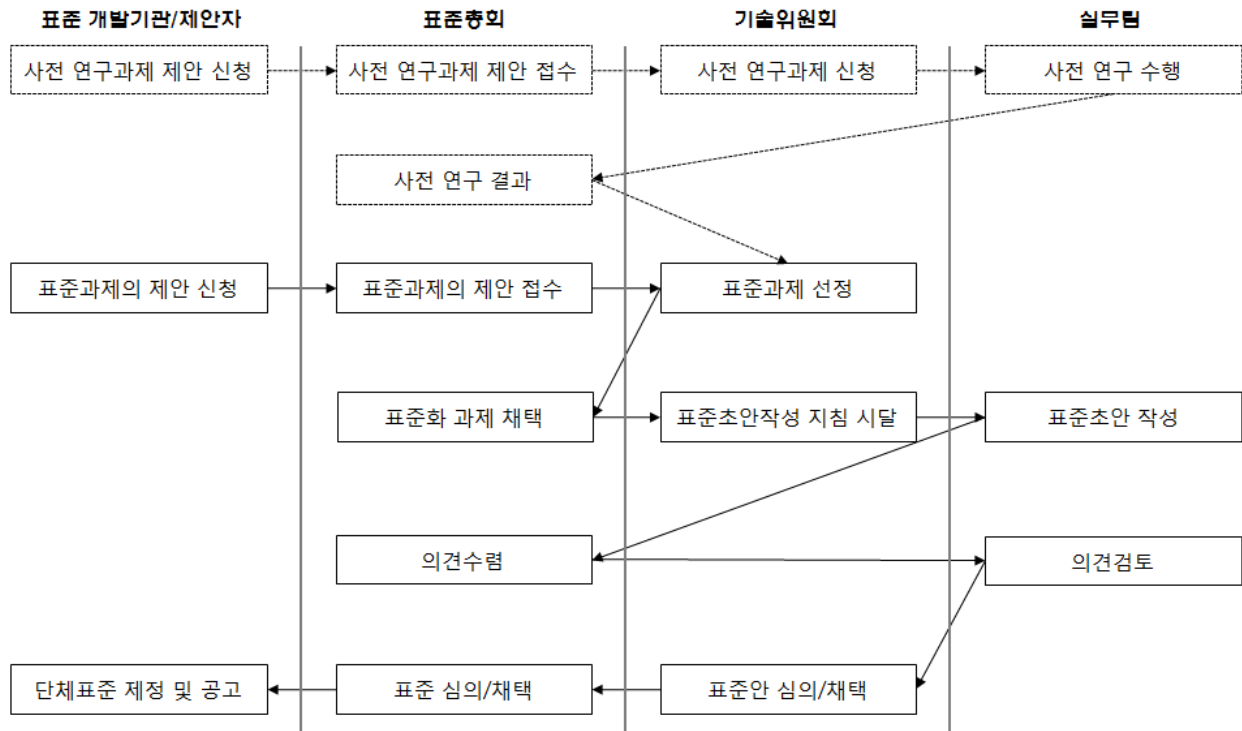 표준 개발기관/제안자
표준총회
기술위원회
실무팀
사전 연구과제 제안 신청
사전 연구과제 제안 접수
사전 연구과제 신청
사전 연구 수행
사전 연구 결과
표준과제의 제안 신청
표준과제의 제안 접수
표준과제 선정
표준화 과제 채택
표준초안작성 지침 시달
표준초안 작성
의견수렴
의견검토
단체표준 제정 및 공고
표준 심의/채택
표준안 심의/채택